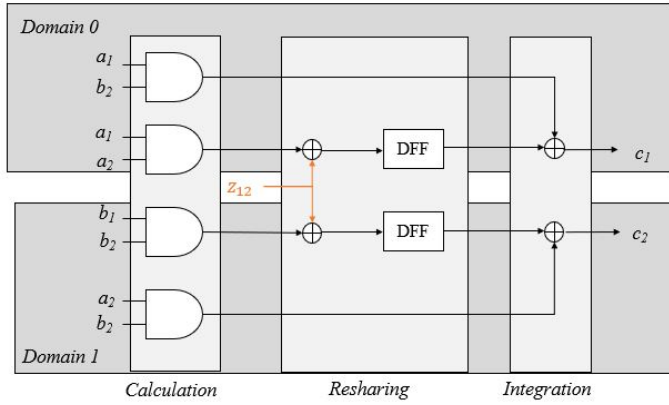 Domain 0
a1
b2
a1
a2
DFF
c1
z12
b1
b2
DFF
c2
a2
b2
Domain 1
Calculation Resharing Integration